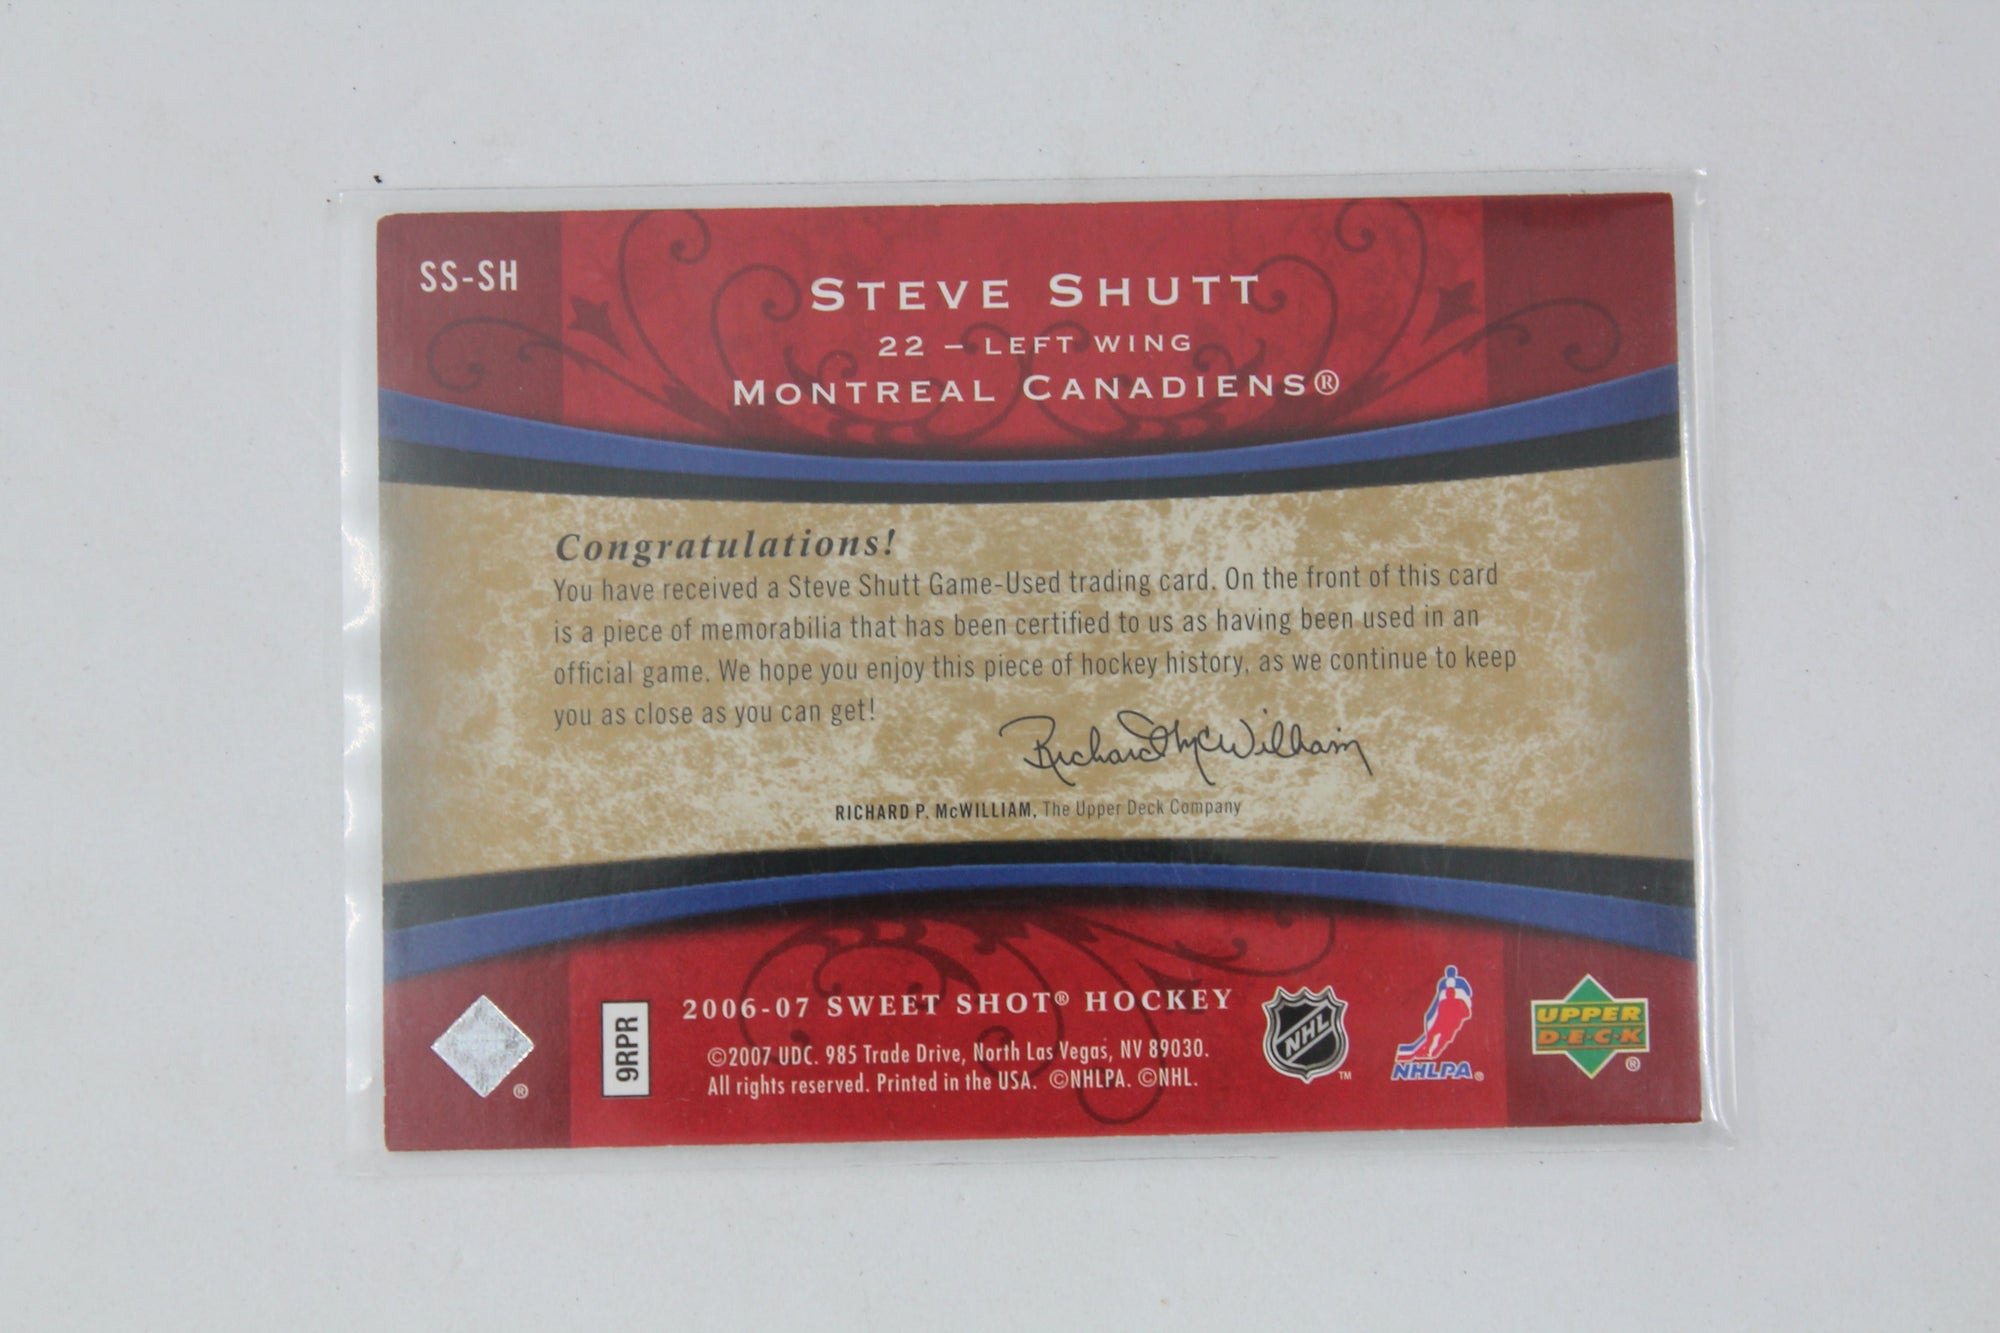 SS-SH
STEVE SHUTT
22 – LEFT WING
MONTREAL CANADIENS®
Congratulations!
You have received a Steve Shutt Game-Used trading card. On the front of this card
is a piece of memorabilia that has been certified to us as having been used in an
official game. We hope you enjoy this piece of hockey history, as we continue to keep
you as close as you can get!
Richard McWilliam
RICHARD P. McWILLIAM, The Upper Deck Company
2006-07 SWEET SHOT® HOCKEY
©2007 UDC. 985 Trade Drive, North Las Vegas, NV 89030.
All rights reserved. Printed in the USA. ©NHLPA. ©NHL.
9RPR
®
NHL
TM
NHLPA®
UPPER
D·E·C·K
®